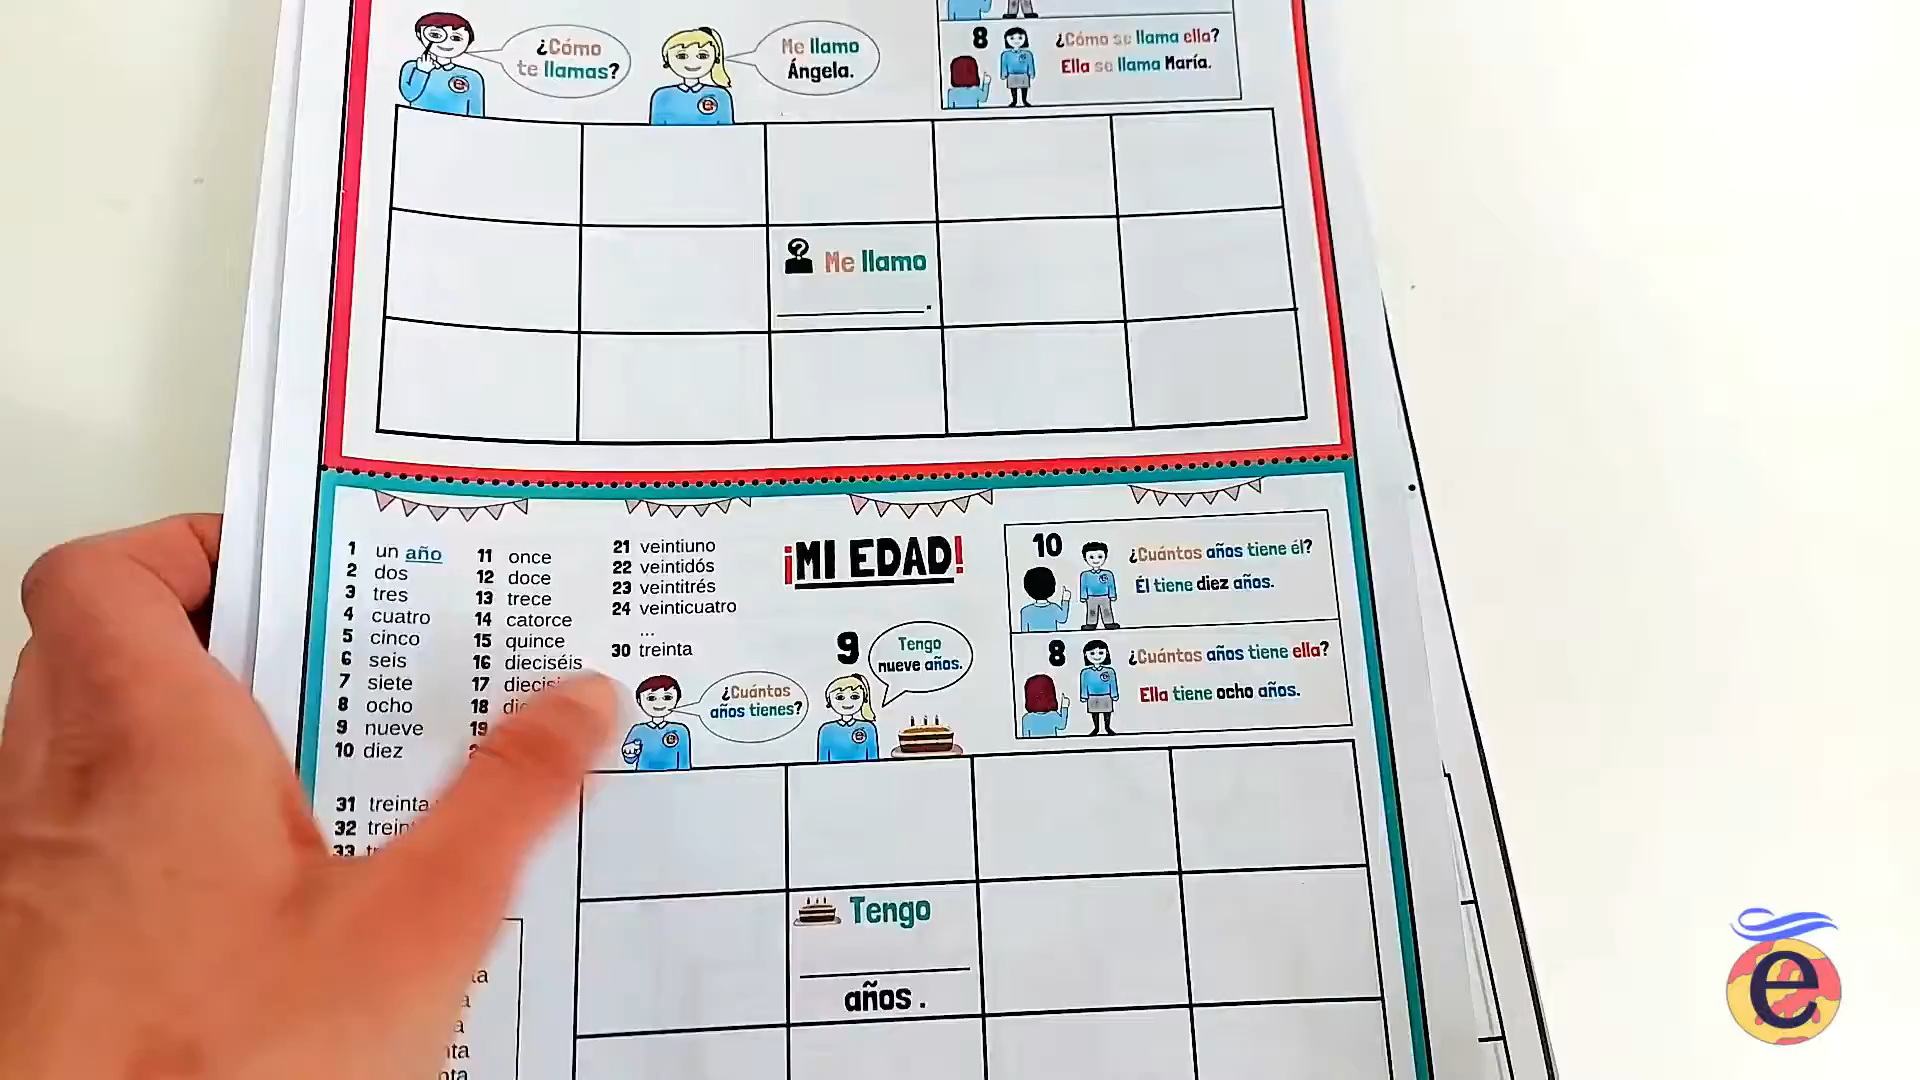 ¿Cómo
te llamas?
Me llamo
Ángela.
8
¿Cómo se llama ella?
Ella se llama María.
Me llamo
.
1 un año
2 dos
3 tres
4 cuatro
5 cinco
6 seis
7 siete
8 ocho
9 nueve
10 diez
11 once
12 doce
13 trece
14 catorce
15 quince
16 dieciséis
17
18
19
21 veintiuno
22 veintidós
23 veintitrés
24 veinticuatro
...
30 treinta
31 treinta
32
33
¡MI EDAD!
¿Cuántos
años tienes?
9
Tengo
nueve años.
10
¿Cuántos años tiene él?
Él tiene diez años.
8
¿Cuántos años tiene ella?
Ella tiene ocho años.
Tengo
años.
e